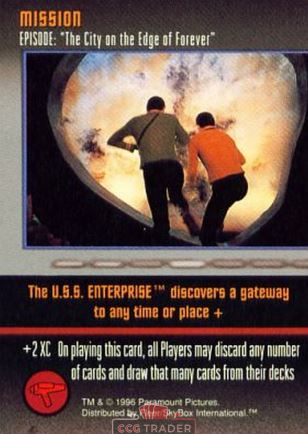 MISSION
EPISODE: "The City on the Edge of Forever"
The U.S.S. ENTERPRISE™ discovers a gateway
to any time or place +
+2 XC On playing this card, all Players may discard any number
of cards and draw that many cards from their decks
TM & © 1996 Paramount Pictures.
Distributed by SkyBox International.™
CCG TRADER